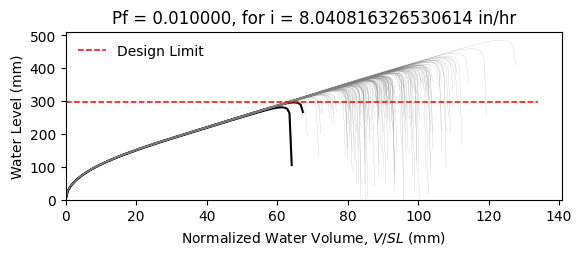 Pf = 0.010000, for i = 8.040816326530614 in/hr
Water Level (mm)
500
400
300
200
100
0
Design Limit
0 20 40 60 80 100 120 140
Normalized Water Volume, V/SL (mm)